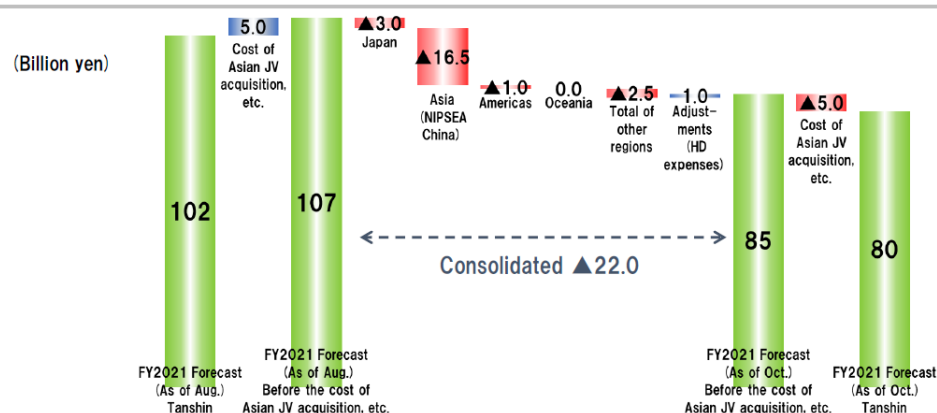 (Billion yen)
102
FY2021 Forecast
(As of Aug.)
Tanshin
5.0
Cost of
Asian JV
acquisition,
etc.
107
FY2021 Forecast
(As of Aug.)
Before the cost of
Asian JV acquisition, etc.
▲3.0
Japan
▲16.5
Asia
(NIPSEA
China)
▲1.0
Americas
0.0
Oceania
▲2.5
Total of
other
regions
1.0
Adjust-
ments
(HD
expenses)
Consolidated ▲22.0
85
FY2021 Forecast
(As of Oct.)
Before the cost of
Asian JV acquisition, etc.
▲5.0
Cost of
Asian JV
acquisition,
etc.
80
FY2021 Forecast
(As of Oct.)
Tanshin